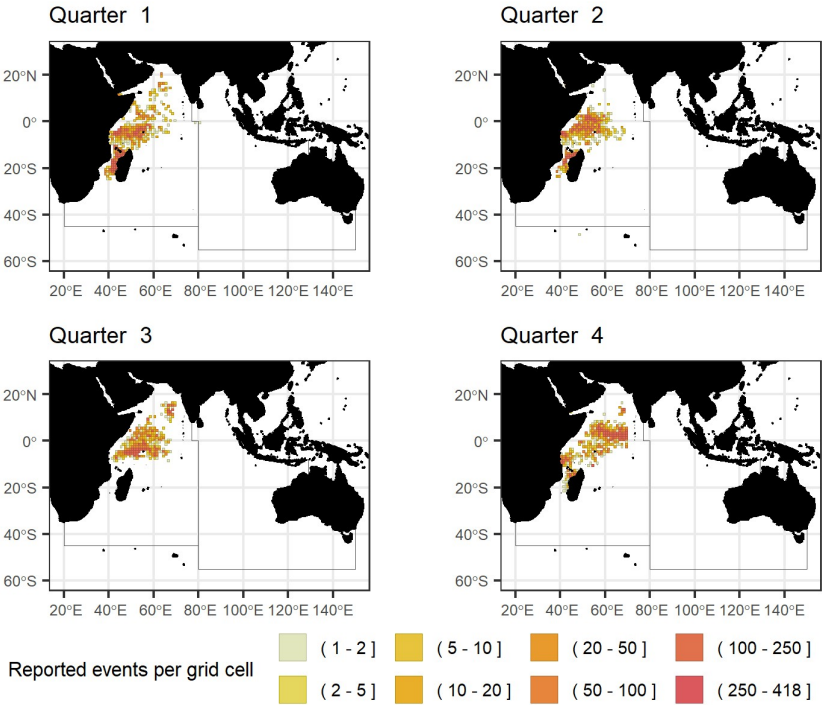 Quarter 1
Quarter 2
20°N
0°
20°S
40°S
60°S
20°N
0°
20°S
40°S
60°S
20°E 40°E 60°E 80°E 100°E 120°E 140°E
20°E 40°E 60°E 80°E 100°E 120°E 140°E
Quarter 3
Quarter 4
20°N
0°
20°S
40°S
60°S
20°N
0°
20°S
40°S
60°S
20°E 40°E 60°E 80°E 100°E 120°E 140°E
20°E 40°E 60°E 80°E 100°E 120°E 140°E
Reported events per grid cell
( 1 - 2 ] ( 5 - 10 ] ( 20 - 50 ] ( 100 - 250 ]
( 2 - 5 ] ( 10 - 20 ] ( 50 - 100 ] ( 250 - 418 ]